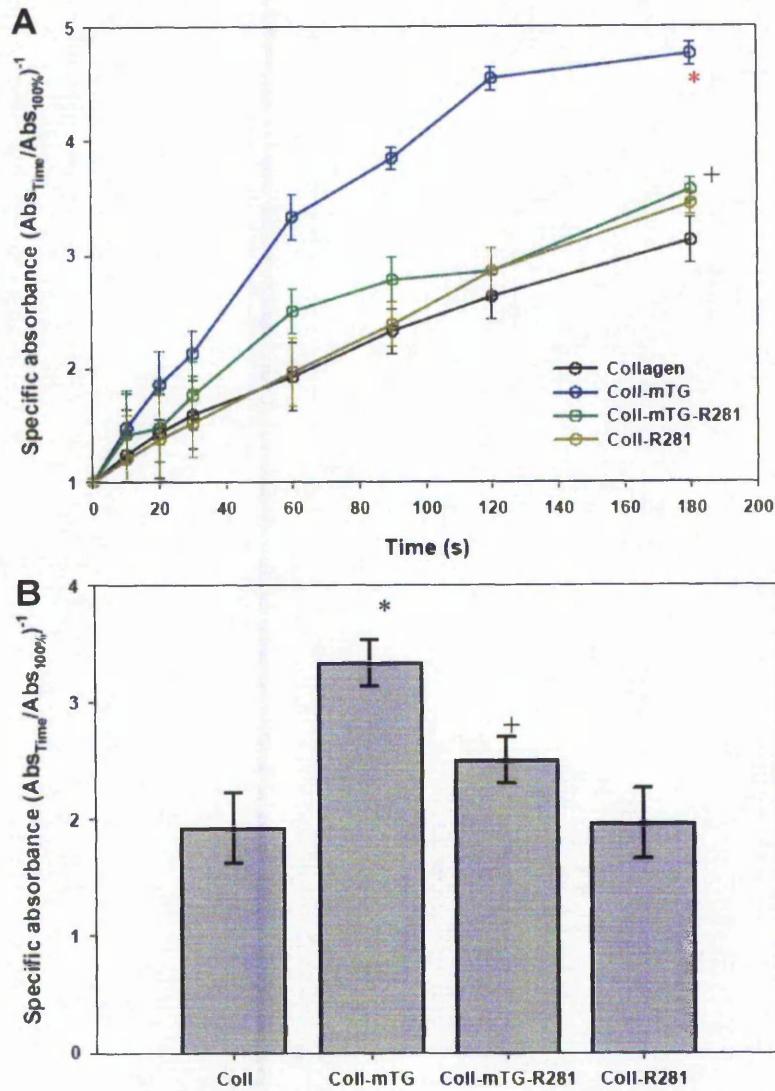 A
5
4
3
2
1
Specific absorbance (Abs_Time/Abs_100%)^-1
*
+
Collagen
Coll-mTG
Coll-mTG-R281
Coll-R281
0 20 40 60 80 100 120 140 160 180 200
Time (s)
B
4
3
2
1
0
Specific absorbance (Abs_Time/Abs_100%)^-1
*
+
Coll Coll-mTG Coll-mTG-R281 Coll-R281